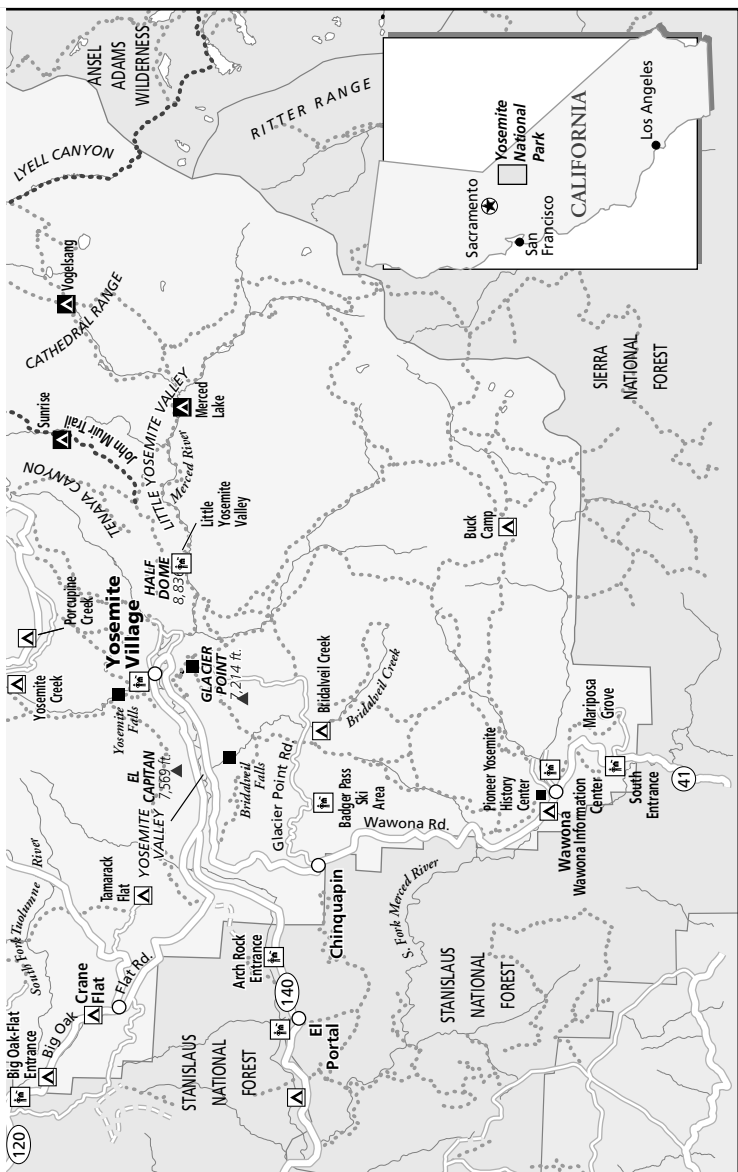 120
Big Oak-Flat
Entrance
South Fork Tuolumne River
Big Oak
Flat Rd.
Crane
Flat
Tamarack
Flat
YOSEMITE
VALLEY
EL
CAPITAN
7,569 ft.
Yosemite Creek
Porcupine
Creek
Yosemite
Falls
Yosemite
Village
TENAYA CANYON
Sunrise
John Muir Trail
CATHEDRAL RANGE
Vogelsang
LYELL CANYON
ANSEL
ADAMS
WILDERNESS
RITTER RANGE
HALF
DOME
LITTLE YOSEMITE VALLEY
Merced River
Merced
Lake
Little
Yosemite
Valley
GLACIER
POINT
7,214 ft.
Bridalveil
Falls
Glacier Point Rd.
Bridalveil Creek
Bridalveil Creek
Badger Pass
Ski
Area
STANISLAUS
NATIONAL
FOREST
Arch Rock
Entrance
140
El
Portal
Chinquapin
Wawona Rd.
S. Fork Merced River
STANISLAUS
NATIONAL
FOREST
Buck
Camp
Pioneer Yosemite
History
Center
Wawona
Wawona Information
Center
Mariposa
Grove
South
Entrance
41
SIERRA
NATIONAL
FOREST
Sacramento
San
Francisco
Yosemite
National
Park
CALIFORNIA
Los Angeles